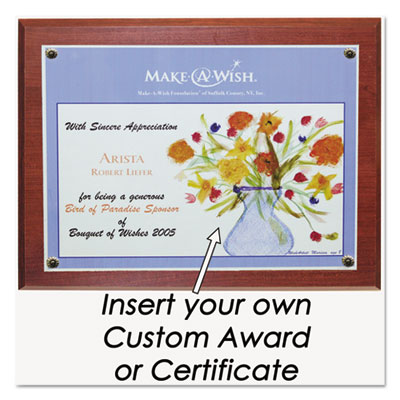 MAKE-A-WISH.
Make-A-Wish Foundation® of Suffolk County, NY, Inc.
With Sincere Appreciation
ARISTA
ROBERT LIEFER
for being a generous
Bird of Paradise Sponsor
of
Bouquet of Wishes 2005
Insert your own
Custom Award
or Certificate